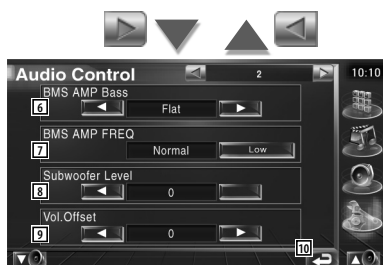 Audio Control 2 10:10
BMS AMP Bass
6 Flat
BMS AMP FREQ
7 Normal Low
Subwoofer Level
8 0
Vol.Offset
9 0
10